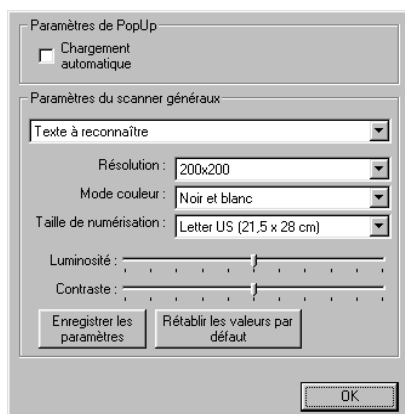 Paramètres de PopUp
Chargement
automatique
Paramètres du scanner généraux
Texte à reconnaître
Résolution : 200x200
Mode couleur : Noir et blanc
Taille de numérisation : Letter US (21,5 x 28 cm)
Luminosité :
Contraste :
Enregistrer les
paramètres
Rétablir les valeurs par
défaut
OK